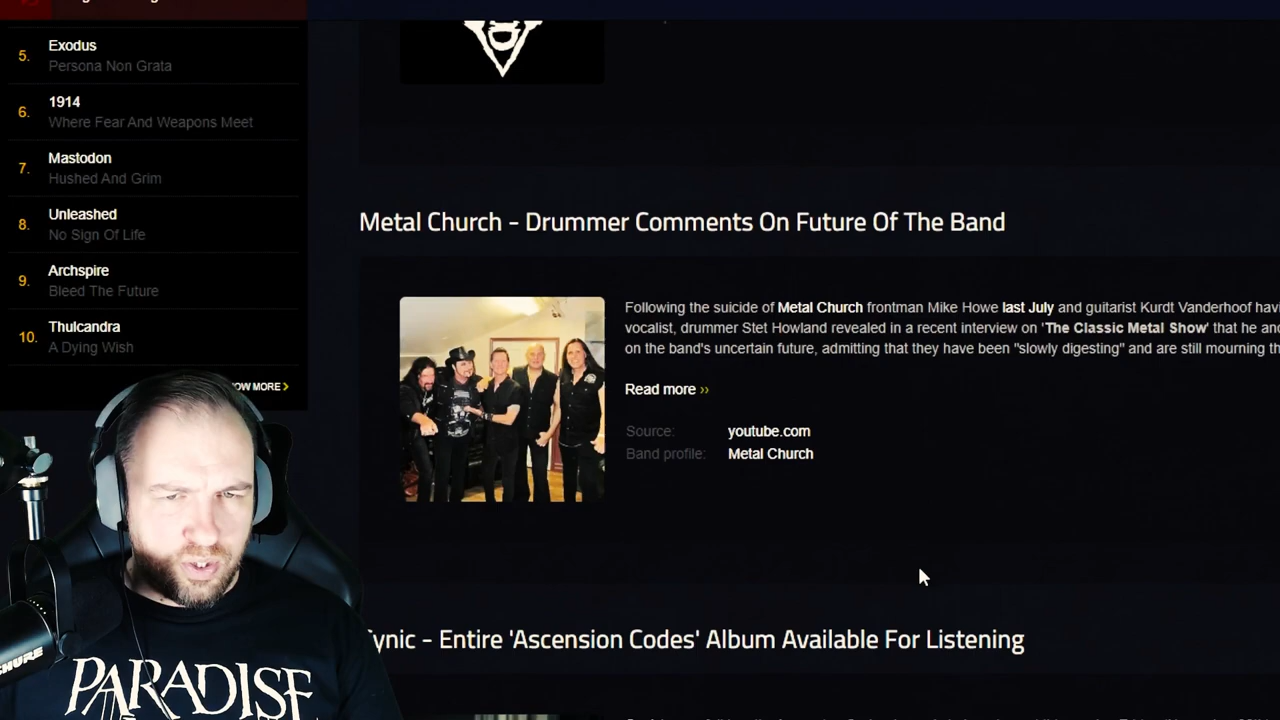 5.
Exodus
Persona Non Grata
6.
1914
Where Fear And Weapons Meet
7.
Mastodon
Hushed And Grim
8.
Unleashed
No Sign Of Life
9.
Archspire
Bleed The Future
10.
Thulcandra
A Dying Wish
OW MORE
Metal Church - Drummer Comments On Future Of The Band
Following the suicide of Metal Church frontman Mike Howe last July and guitarist Kurdt Vanderhoof
vocalist, drummer Stet Howland revealed in a recent interview on 'The Classic Metal Show' that he
on the band's uncertain future, admitting that they have been "slowly digesting" and are still mourning
Read more ››
Source: youtube.com
Band profile: Metal Church
ynic - Entire 'Ascension Codes' Album Available For Listening
SHURE
PARADISE